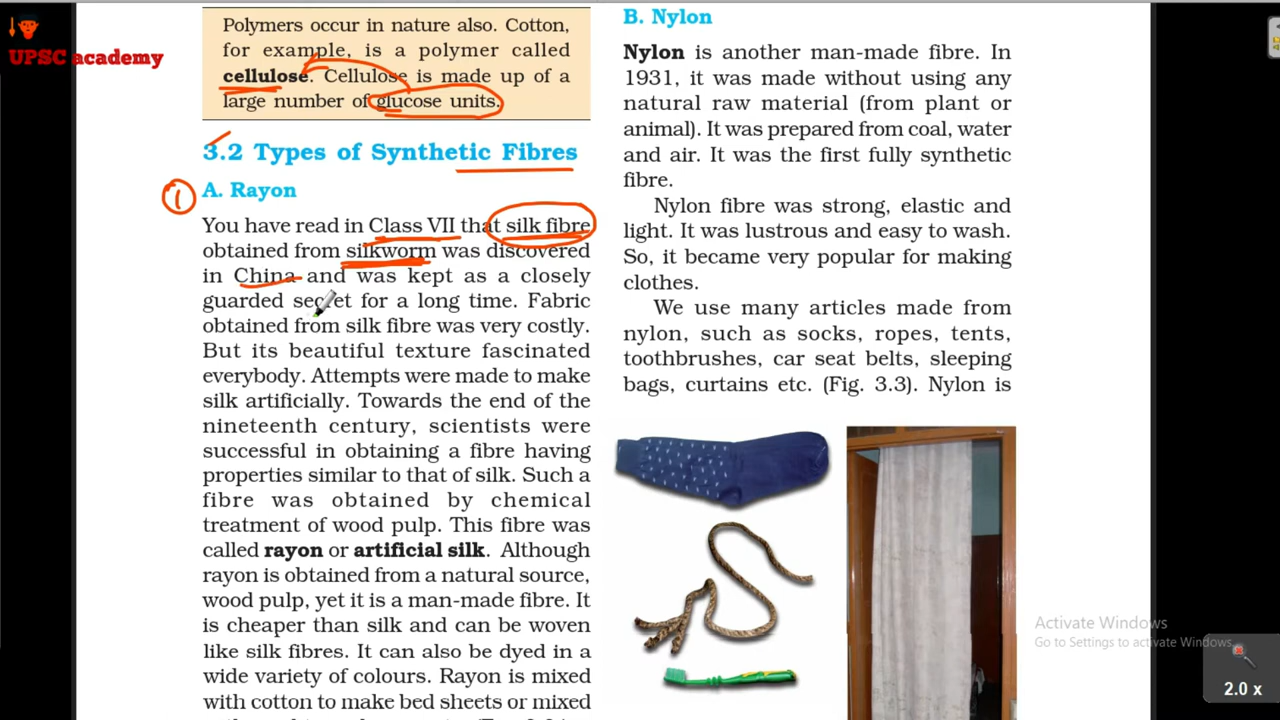 UPSC academy
Polymers occur in nature also. Cotton,
for example, is a polymer called
cellulose. Cellulose is made up of a
large number of glucose units.
3.2 Types of Synthetic Fibres
1
A. Rayon
You have read in Class VII that silk fibre
obtained from silkworm was discovered
in China and was kept as a closely
guarded secret for a long time. Fabric
obtained from silk fibre was very costly.
But its beautiful texture fascinated
everybody. Attempts were made to make
silk artificially. Towards the end of the
nineteenth century, scientists were
successful in obtaining a fibre having
properties similar to that of silk. Such a
fibre was obtained by chemical
treatment of wood pulp. This fibre was
called rayon or artificial silk. Although
rayon is obtained from a natural source,
wood pulp, yet it is a man-made fibre. It
is cheaper than silk and can be woven
like silk fibres. It can also be dyed in a
wide variety of colours. Rayon is mixed
with cotton to make bed sheets or mixed
B. Nylon
Nylon is another man-made fibre. In
1931, it was made without using any
natural raw material (from plant or
animal). It was prepared from coal, water
and air. It was the first fully synthetic
fibre.
Nylon fibre was strong, elastic and
light. It was lustrous and easy to wash.
So, it became very popular for making
clothes.
We use many articles made from
nylon, such as socks, ropes, tents,
toothbrushes, car seat belts, sleeping
bags, curtains etc. (Fig. 3.3). Nylon is
Activate Windows
Go to Settings to activate Windows.
2.0 x